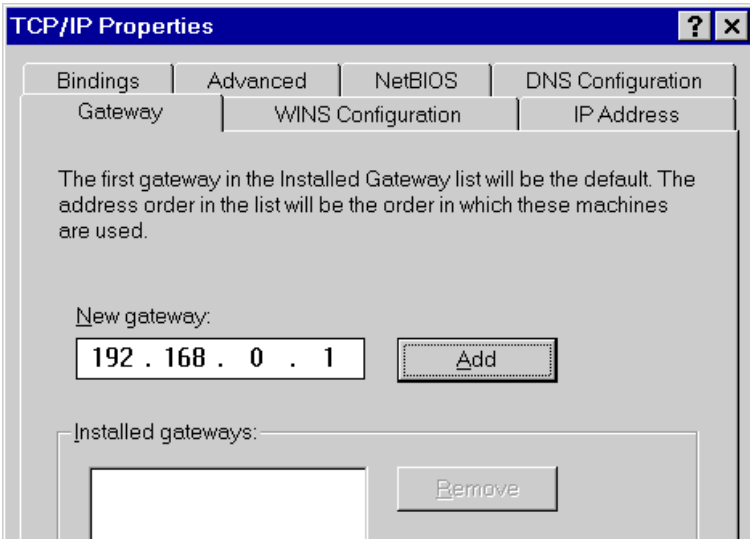 TCP/IP Properties
? ×
Bindings Advanced NetBIOS DNS Configuration
Gateway WINS Configuration IP Address
The first gateway in the Installed Gateway list will be the default. The
address order in the list will be the order in which these machines
are used.
New gateway:
192 . 168 . 0 . 1 Add
Installed gateways:
Remove